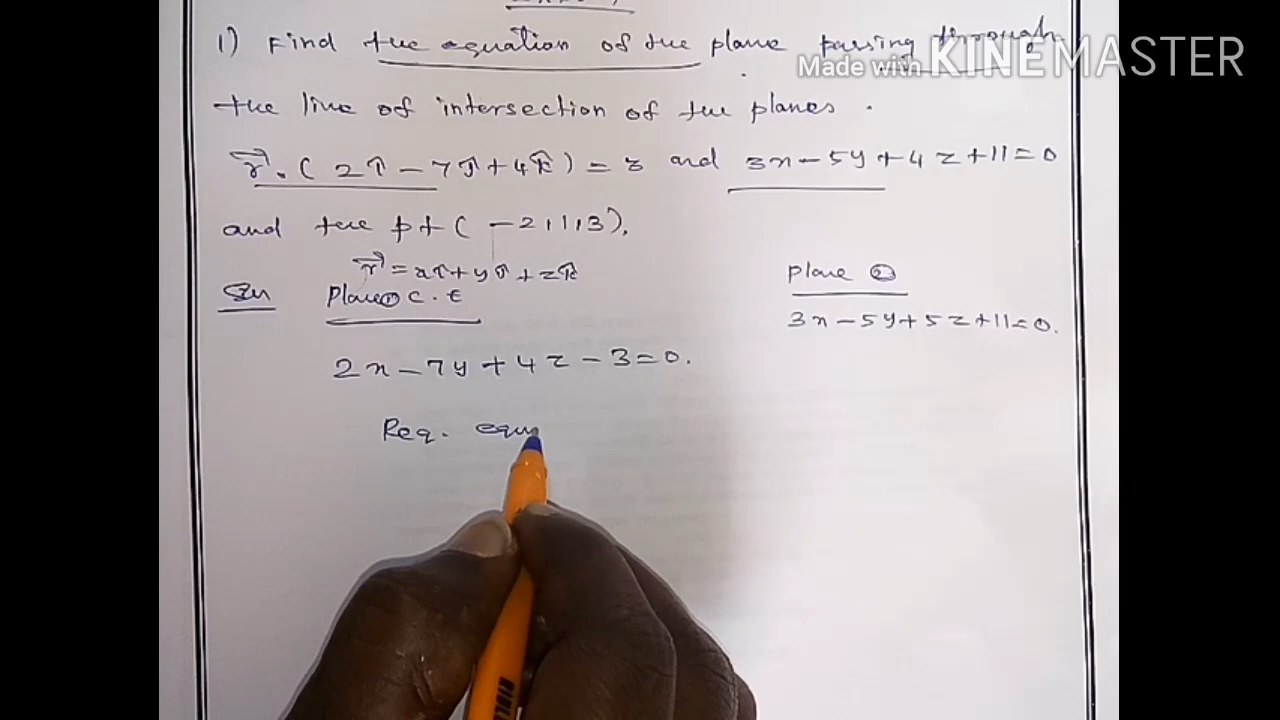 1) Find the equation of the plane passing through
Made with KINEMASTER
the line of intersection of the planes.
r⃗.(2î - 7ĵ + 4k̂) = 3 and 3x - 5y + 4z + 11 = 0
and the pt (-2,1,3).
r⃗ = xî + yĵ + zk̂
Soln Plane① C.E
Plane ②
3x - 5y + 5z + 11 = 0.
2x - 7y + 4z - 3 = 0.
Req. equ